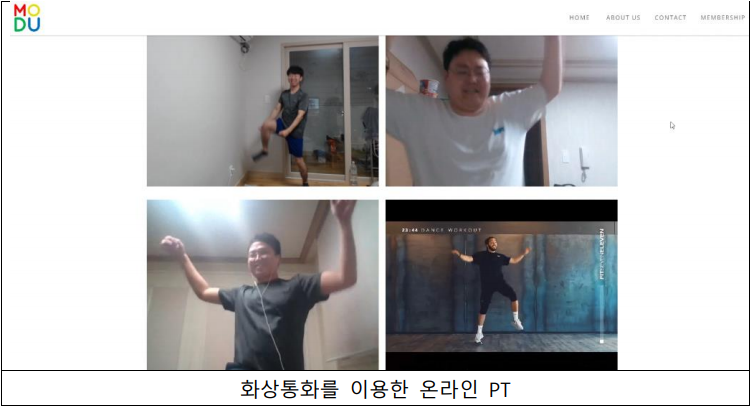 MO
DU
HOME ABOUT US CONTACT MEMBERSHIP
23:44 DANCE WORKOUT
화상통화를 이용한 온라인 PT